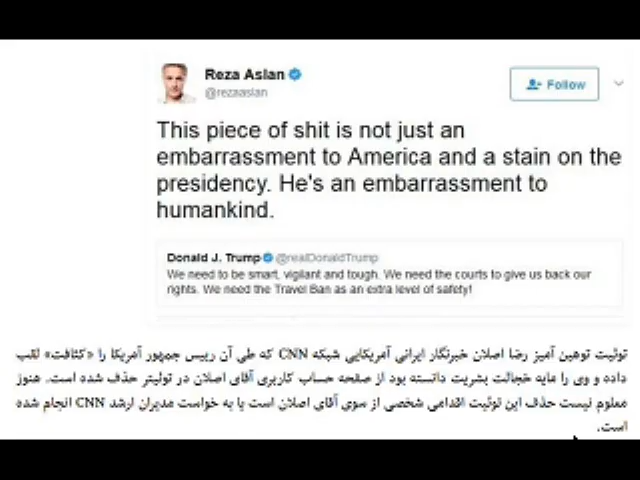 Reza Aslan
@rezaaslan
Follow
This piece of shit is not just an
embarrassment to America and a stain on the
presidency. He's an embarrassment to
humankind.
Donald J. Trump @realDonaldTrump
We need to be smart, vigilant and tough. We need the courts to give us back our
rights. We need the Travel Ban as an extra level of safety!
توئیت توهین آمیز رضا اصلان خبرنگار ایرانی آمریکایی شبکه CNN که طی آن رییس جمهور آمریکا را «کثافت» لقب
داده و وی را مایه خجالت بشریت دانسته بود از صفحه حساب کاربری آقای اصلان در توئیتر حذف شده است. هنوز
معلوم نیست حذف این توئیت اقدامی شخصی از سوی آقای اصلان است یا به خواست مدیران ارشد CNN انجام شده
است.